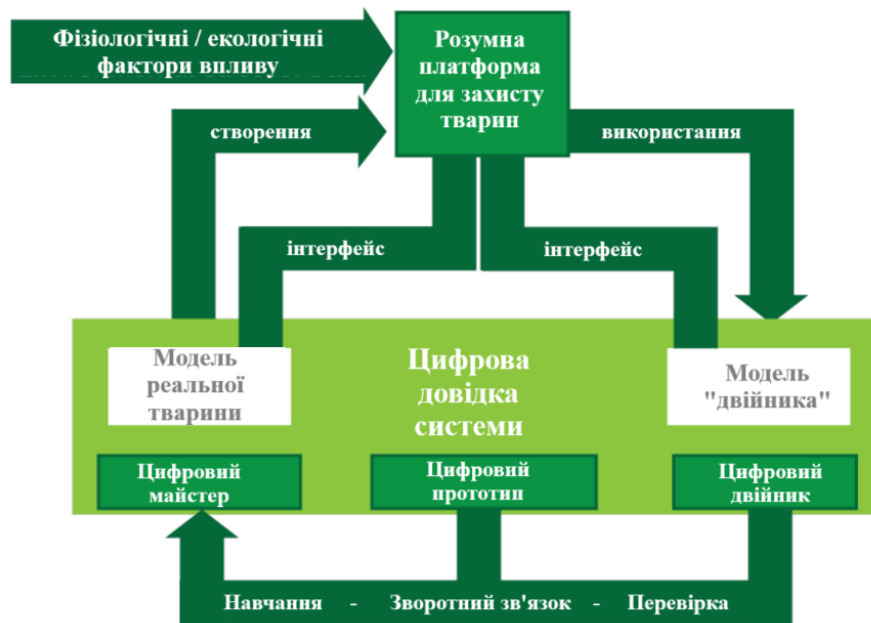 Фізіологічні / екологічні
фактори впливу
Розумна
платформа
для захисту
тварин
створення
використання
інтерфейс
інтерфейс
Модель
реальної
тварини
Цифрова
довідка
системи
Модель
"двійника"
Цифровий
майстер
Цифровий
прототип
Цифровий
двійник
Навчання - Зворотний зв'язок - Перевірка